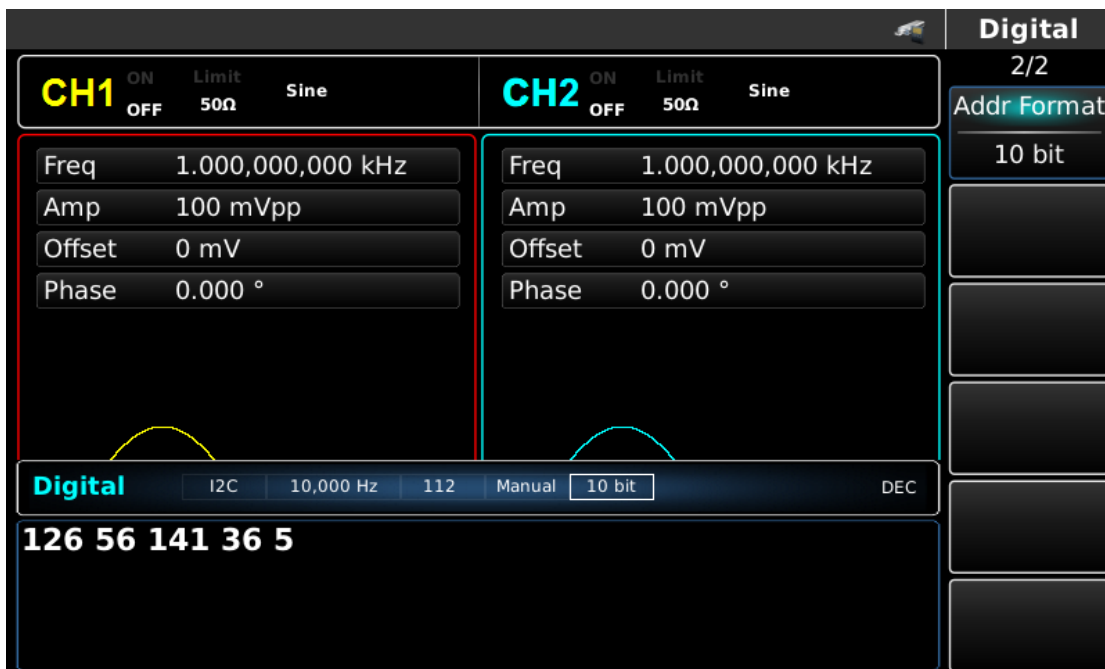 Digital
2/2
Addr Format
10 bit
CH1 ON OFF Limit 50Ω Sine
CH2 ON OFF Limit 50Ω Sine
Freq 1.000,000,000 kHz
Amp 100 mVpp
Offset 0 mV
Phase 0.000 °
Freq 1.000,000,000 kHz
Amp 100 mVpp
Offset 0 mV
Phase 0.000 °
Digital I2C 10,000 Hz 112 Manual 10 bit DEC
126 56 141 36 5